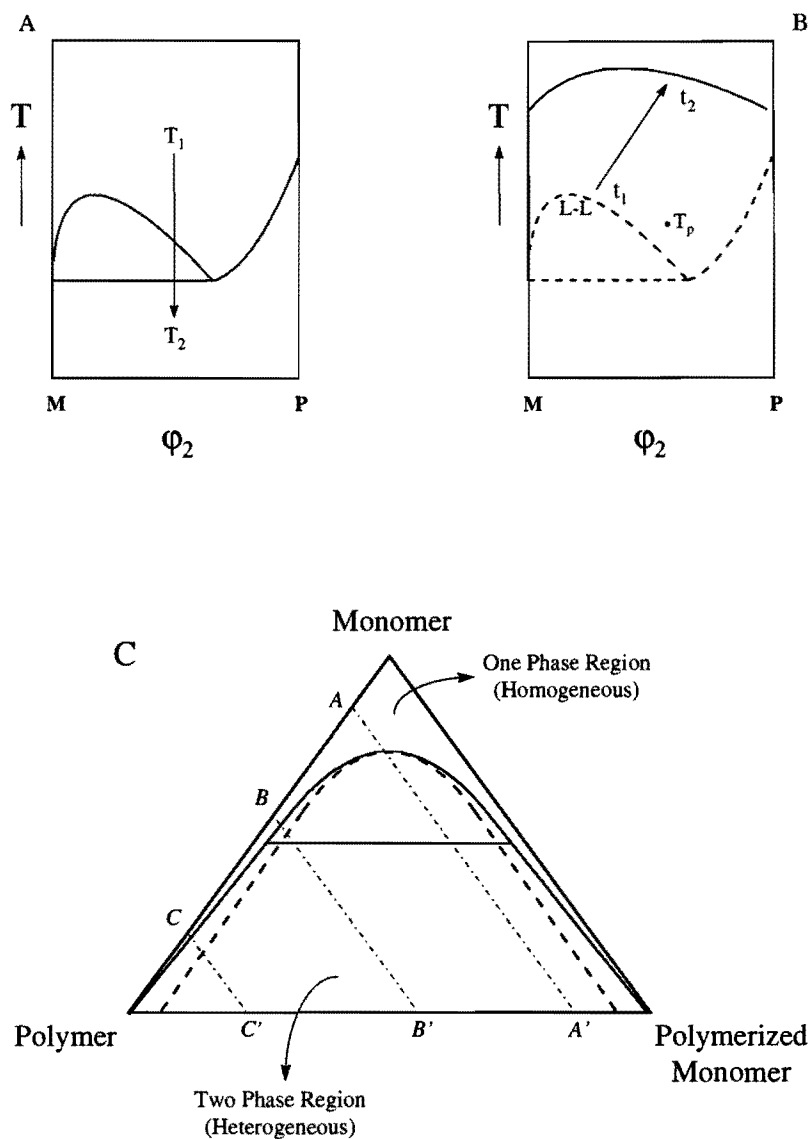 A
T
T₁
T₂
M
P
φ₂
B
T
t₂
t₁
L-L
Tₚ
M
P
φ₂
C
Monomer
One Phase Region
(Homogeneous)
A
B
C
Polymer
C'
B'
A'
Polymerized
Monomer
Two Phase Region
(Heterogeneous)